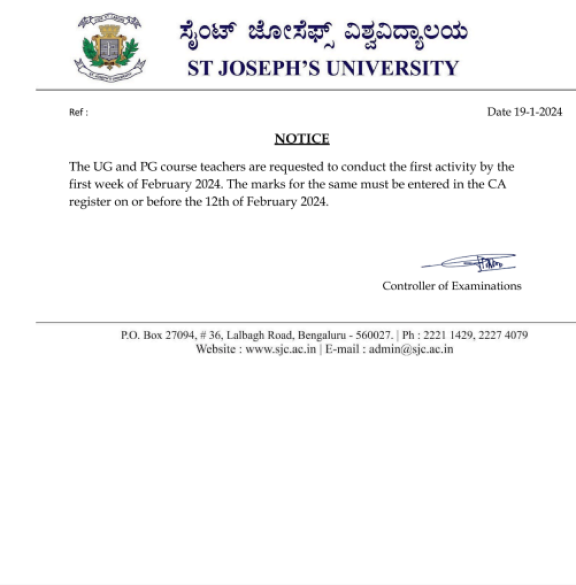 ಸೈಂಟ್ ಜೋಸೆಫ್ಸ್ ವಿಶ್ವವಿದ್ಯಾಲಯ
ST JOSEPH'S UNIVERSITY
Ref :
Date 19-1-2024
NOTICE
The UG and PG course teachers are requested to conduct the first activity by the
first week of February 2024. The marks for the same must be entered in the CA
register on or before the 12th of February 2024.
Controller of Examinations
P.O. Box 27094, # 36, Lalbagh Road, Bengaluru - 560027. | Ph : 2221 1429, 2227 4079
Website : www.sjc.ac.in | E-mail : admin@sjc.ac.in